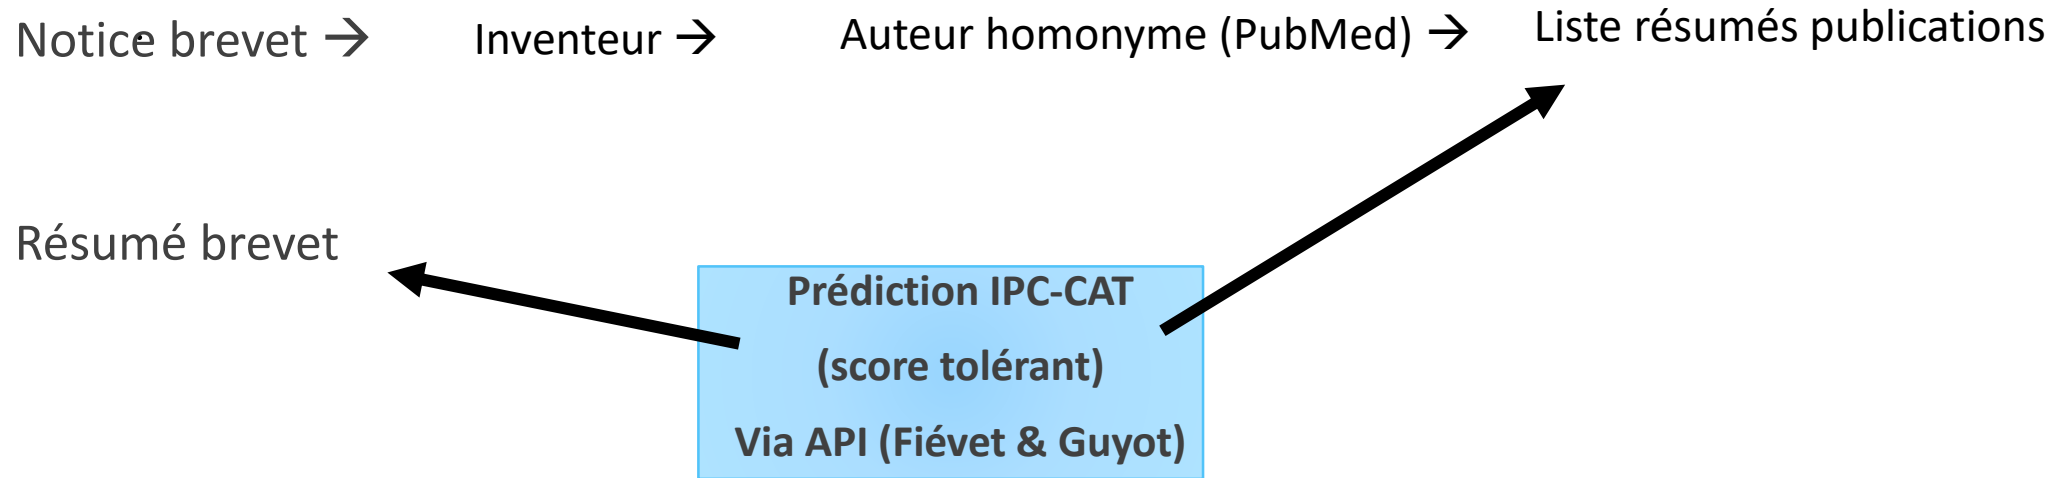 Notice brevet → Inventeur → Auteur homonyme (PubMed) → Liste résumés publications
Résumé brevet
Prédiction IPC-CAT
(score tolérant)
Via API (Fiévet & Guyot)